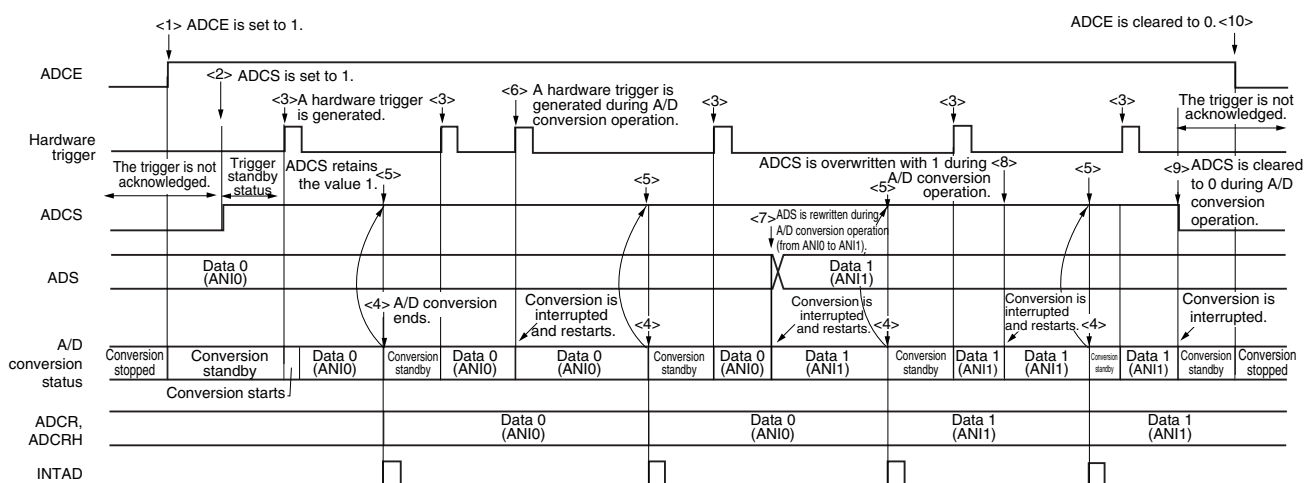 <1> ADCE is set to 1.
ADCE is cleared to 0. <10>
ADCE
<2> ADCS is set to 1.
<3> A hardware trigger
is generated.
<3>
<6> A hardware trigger is
generated during A/D
conversion operation.
<3>
<3>
<3>
The trigger is not
acknowledged.
Hardware
trigger
The trigger is not
acknowledged.
Trigger
standby
status
ADCS retains
the value 1.
<5>
<5>
ADCS is overwritten with 1 during <8>
A/D conversion
operation.
<5>
<5>
<9> ADCS is cleared
to 0 during A/D
conversion
operation.
ADCS
<7> ADS is rewritten during
A/D conversion operation
(from ANI0 to ANI1).
ADS
Data 0
(ANI0)
Data 1
(ANI1)
<4> A/D conversion
ends.
Conversion is
interrupted
and restarts.
<4>
Conversion is
interrupted
and restarts.
<4>
Conversion is
interrupted
and restarts.
<4>
Conversion is
interrupted.
A/D
conversion
status
Conversion
stopped
Conversion
standby
Data 0
(ANI0)
Conversion
standby
Data 0
(ANI0)
Data 0
(ANI0)
Conversion
standby
Data 0
(ANI0)
Data 1
(ANI1)
Conversion
standby
Data 1
(ANI1)
Data 1
(ANI1)
Conversion
standby
Data 1
(ANI1)
Conversion
standby
Conversion
stopped
Conversion starts
ADCR,
ADCRH
Data 0
(ANI0)
Data 0
(ANI0)
Data 1
(ANI1)
Data 1
(ANI1)
INTAD